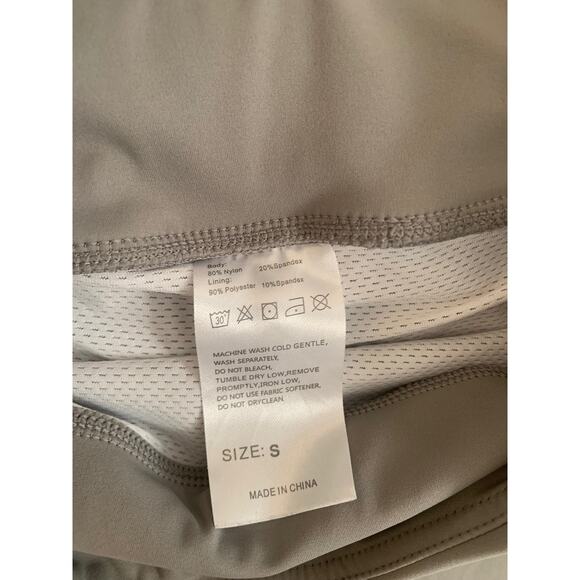 Body:
80% Nylon 20%Spandex
Lining:
90% Polyester 10%Spandex
30
MACHINE WASH COLD GENTLE,
WASH SEPARATELY,
DO NOT BLEACH,
TUMBLE DRY LOW,REMOVE
PROMPTLY,IRON LOW,
DO NOT USE FABRIC SOFTENER,
DO NOT DRYCLEAN.
SIZE: S
MADE IN CHINA